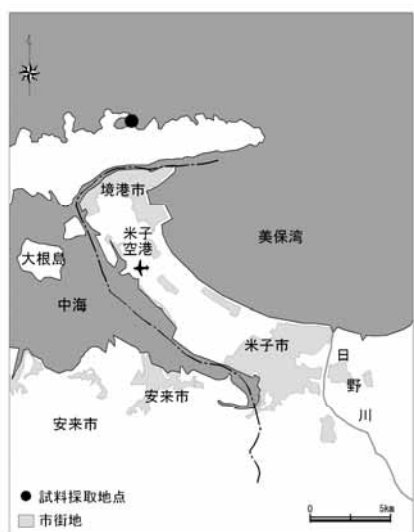 境港市
米子
空港
美保湾
大根島
中海
米子市
日
野
川
安来市
安来市
試料採取地点
市街地
0 5km